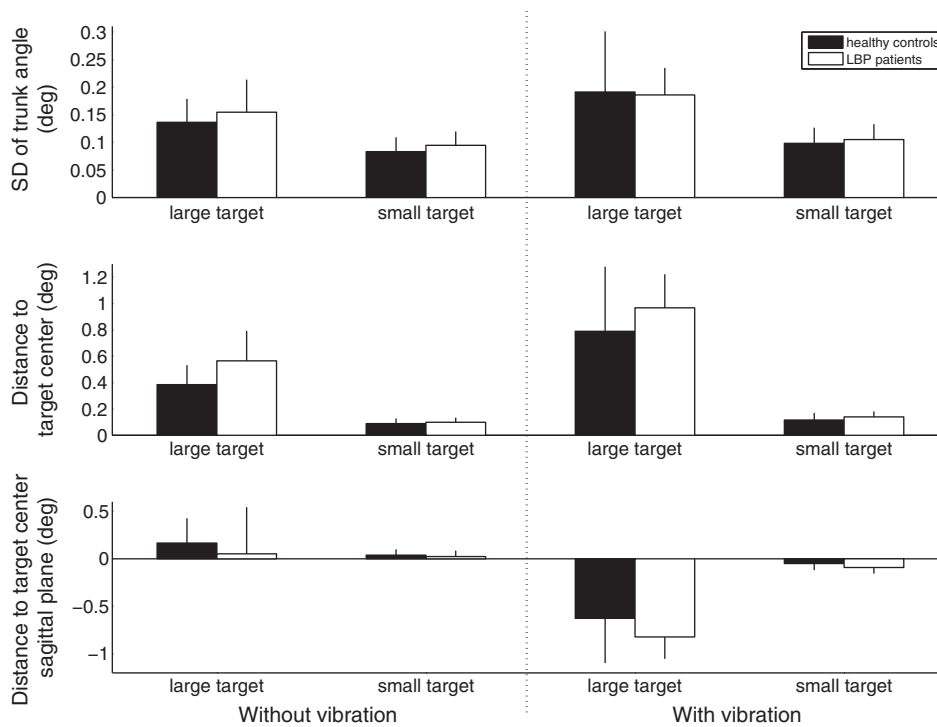 SD of trunk angle
(deg)
0.3
0.25
0.2
0.15
0.1
0.05
0
healthy controls
LBP patients
large target
small target
large target
small target
Distance to
target center (deg)
1.2
1
0.8
0.6
0.4
0.2
0
large target
small target
large target
small target
Distance to target center
sagittal plane (deg)
0.5
0
−0.5
−1
large target
small target
large target
small target
Without vibration
With vibration